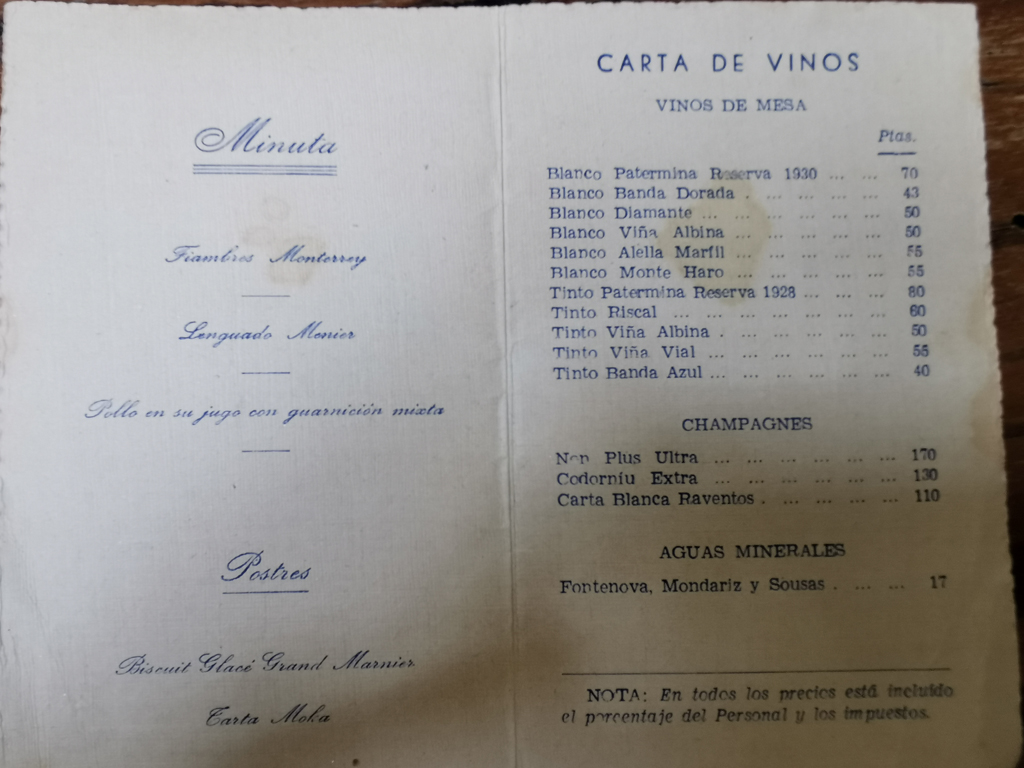 Minuta
Fiambres Monterrey
Lenguado Menier
Pollo en su jugo con guarnición mixta
Postres
Biscuit Glacé Grand Marnier
Tarta Moka
CARTA DE VINOS
VINOS DE MESA
Ptas.
Blanco Patermina Reserva 1930 ... ... 70
Blanco Banda Dorada . ... ... ... ... 43
Blanco Diamante ... ... ... ... ... ... 50
Blanco Viña Albina ... ... ... ... ... 50
Blanco Alella Marfil ... ... ... ... ... 55
Blanco Monte Haro ... ... ... ... ... 55
Tinto Patermina Reserva 1928 ... ... ... 80
Tinto Riscal ... ... ... ... ... ... ... 60
Tinto Viña Albina . ... ... ... ... ... 50
Tinto Viña Vial ... ... ... ... ... ... 55
Tinto Banda Azul ... ... ... ... ... ... 40
CHAMPAGNES
Non Plus Ultra ... ... ... ... ... ... 170
Codorniu Extra ... ... ... ... ... ... 130
Carta Blanca Raventos . ... ... ... ... 110
AGUAS MINERALES
Fontenova, Mondariz y Sousas . ... ... 17
NOTA: En todos los precios está incluído
el porcentaje del Personal y los impuestos.